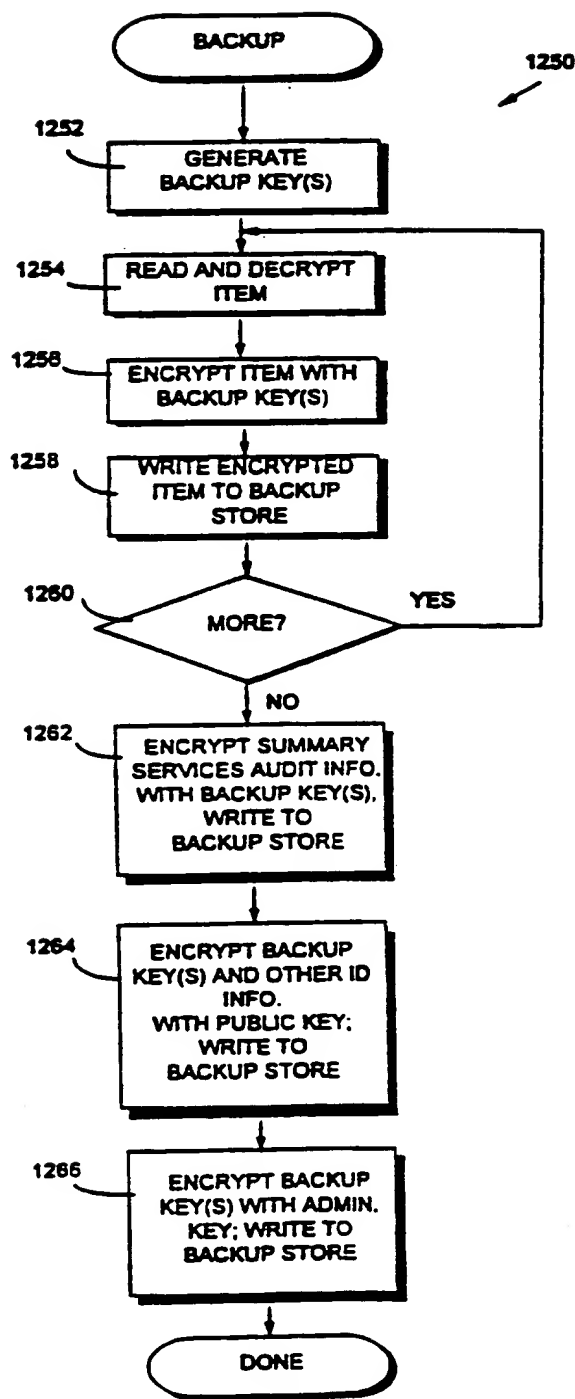 BACKUP
1250
1252
GENERATE
BACKUP KEY(S)
1254
READ AND DECRYPT
ITEM
1256
ENCRYPT ITEM WITH
BACKUP KEY(S)
1258
WRITE ENCRYPTED
ITEM TO BACKUP
STORE
1260
MORE?
YES
NO
1262
ENCRYPT SUMMARY
SERVICES AUDIT INFO.
WITH BACKUP KEY(S),
WRITE TO
BACKUP STORE
1264
ENCRYPT BACKUP
KEY(S) AND OTHER ID
INFO.
WITH PUBLIC KEY;
WRITE TO
BACKUP STORE
1266
ENCRYPT BACKUP
KEY(S) WITH ADMIN.
KEY; WRITE TO
BACKUP STORE
DONE